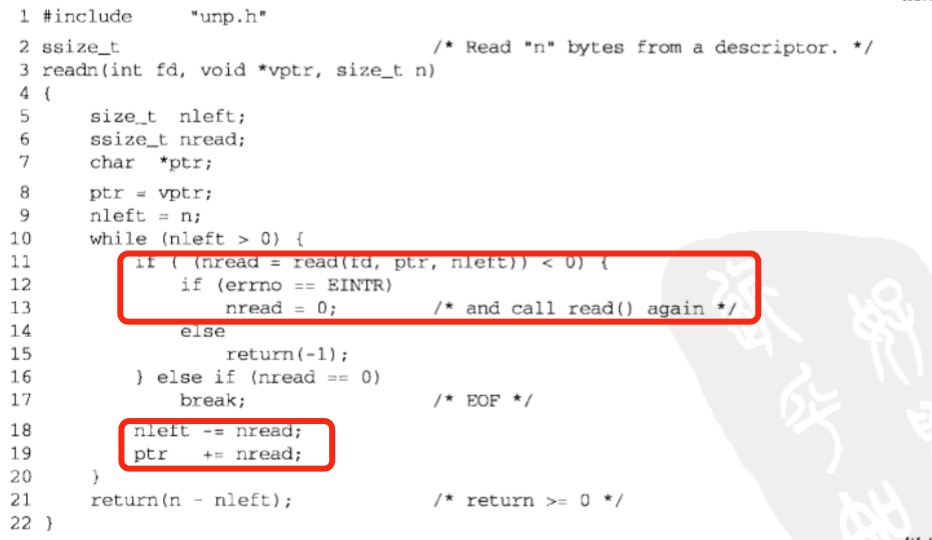 1 #include     "unp.h"
2 ssize_t                         /* Read "n" bytes from a descriptor. */
3 readn(int fd, void *vptr, size_t n)
4 {
5     size_t  nleft;
6     ssize_t nread;
7     char   *ptr;
8     ptr = vptr;
9     nleft = n;
10     while (nleft > 0) {
11         if ( (nread = read(fd, ptr, nleft)) < 0) {
12             if (errno == EINTR)
13                 nread = 0;      /* and call read() again */
14             else
15                 return(-1);
16         } else if (nread == 0)
17             break;              /* EOF */
18         nleft -= nread;
19         ptr   += nread;
20     }
21     return(n - nleft);          /* return >= 0 */
22 }